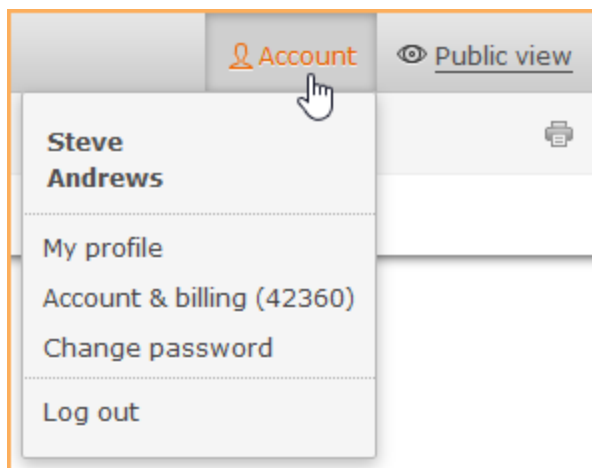 Account Public view
Steve
Andrews
My profile
Account & billing (42360)
Change password
Log out